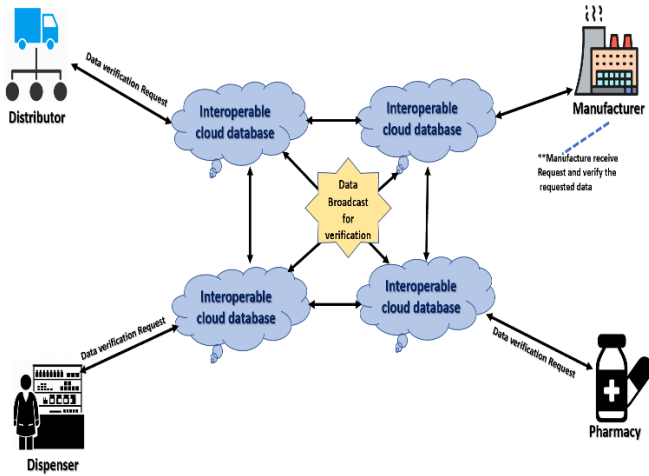 Data verification Request
Distributor
Interoperable
cloud database
Interoperable
cloud database
Manufacturer
**Manufacture receive
Request and verify the
requested data
Data
Broadcast
for
verification
Interoperable
cloud database
Interoperable
cloud database
Data verification Request
Data verification Request
Dispenser
Pharmacy